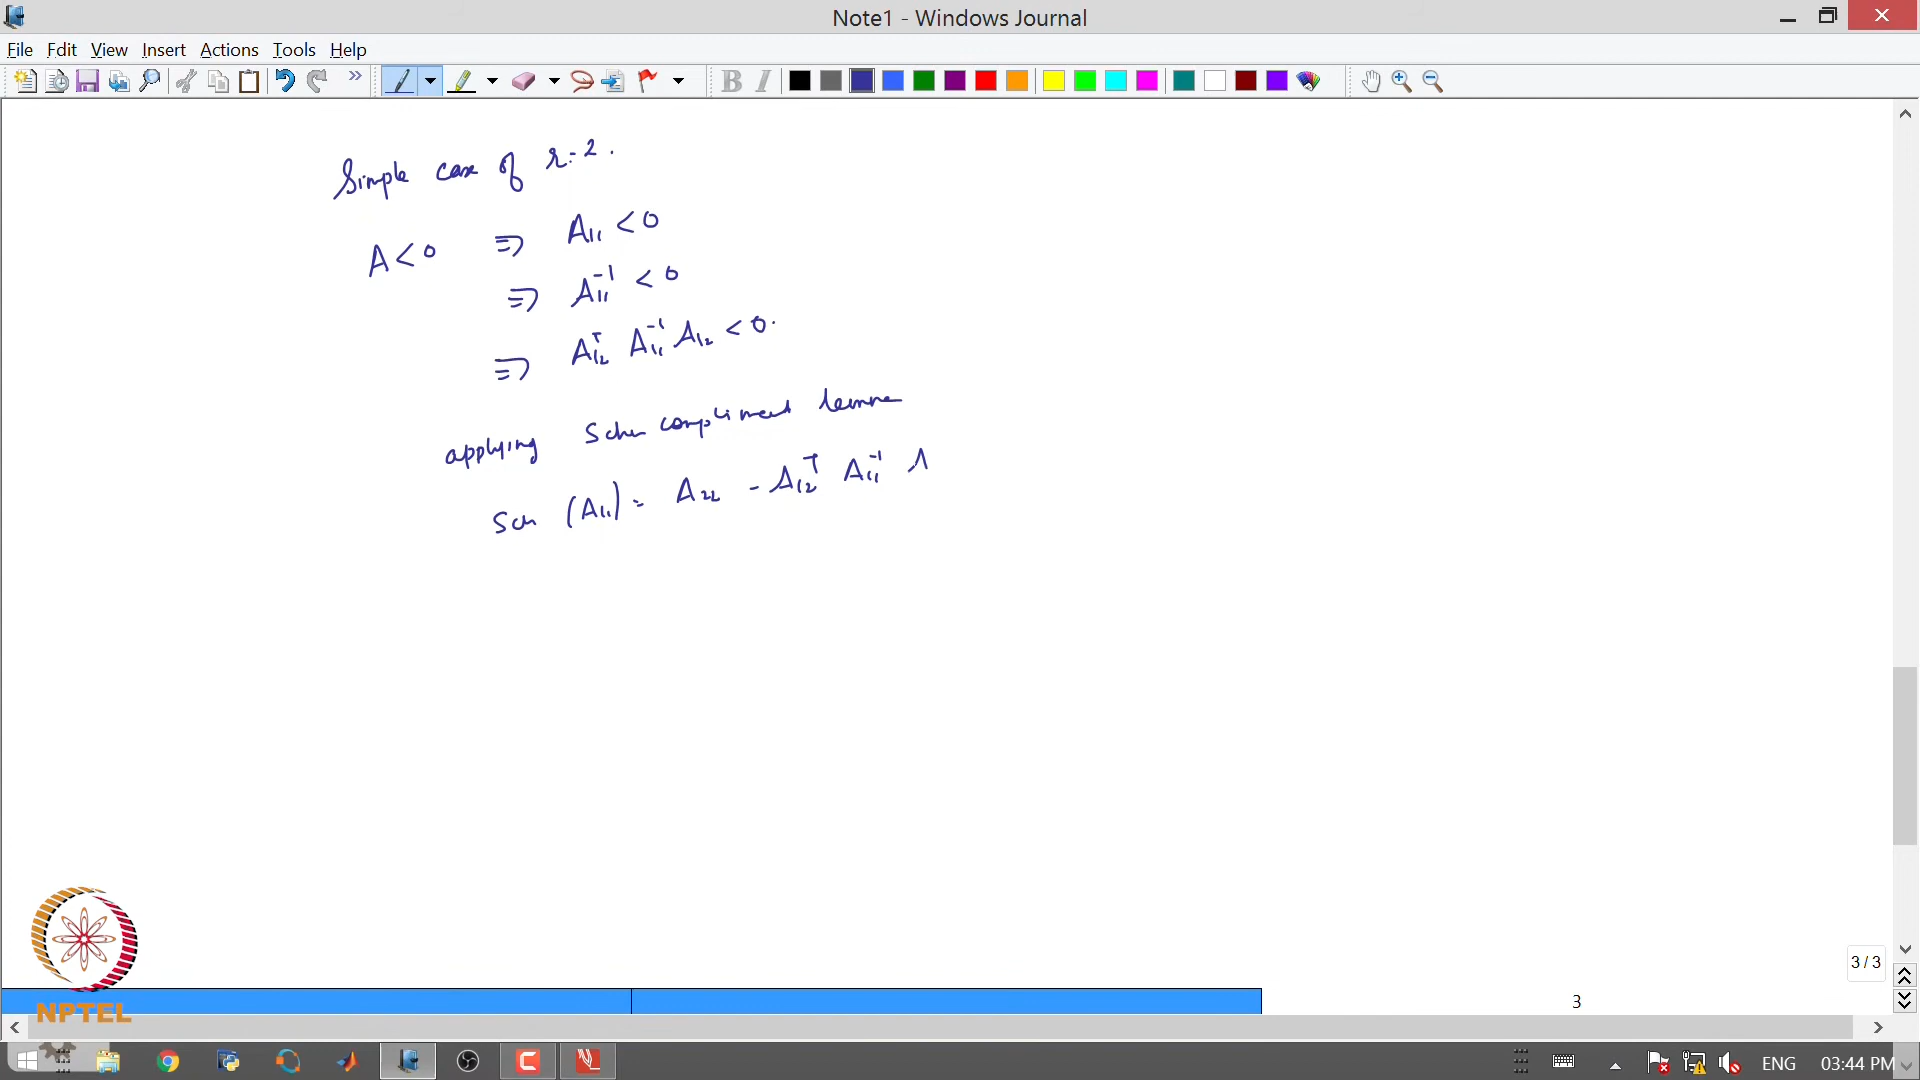 Note1 - Windows Journal
File Edit View Insert Actions Tools Help
B I
Simple case of r=2.
A < 0 ⇒ A₁₁ < 0
⇒ A₁₁⁻¹ < 0
⇒ A₁₂ᵀ A₁₁⁻¹ A₁₂ < 0.
applying Schur compliment lemma
Sch (A₁₁) = A₂₂ - A₁₂ᵀ A₁₁⁻¹
3 / 3
3
NPTEL
ENG 03:44 PM